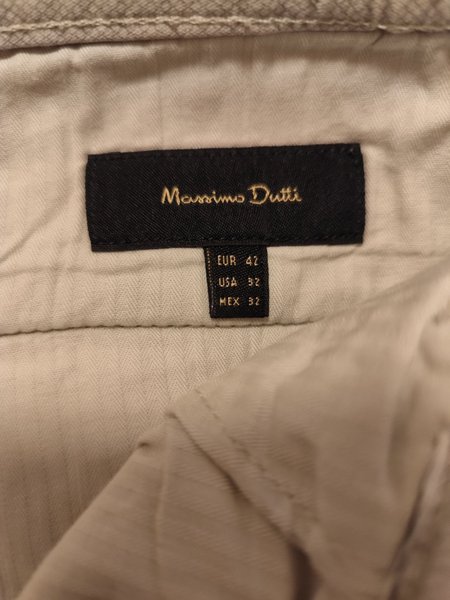 Massimo Dutti
EUR 42
USA 32
MEX 32